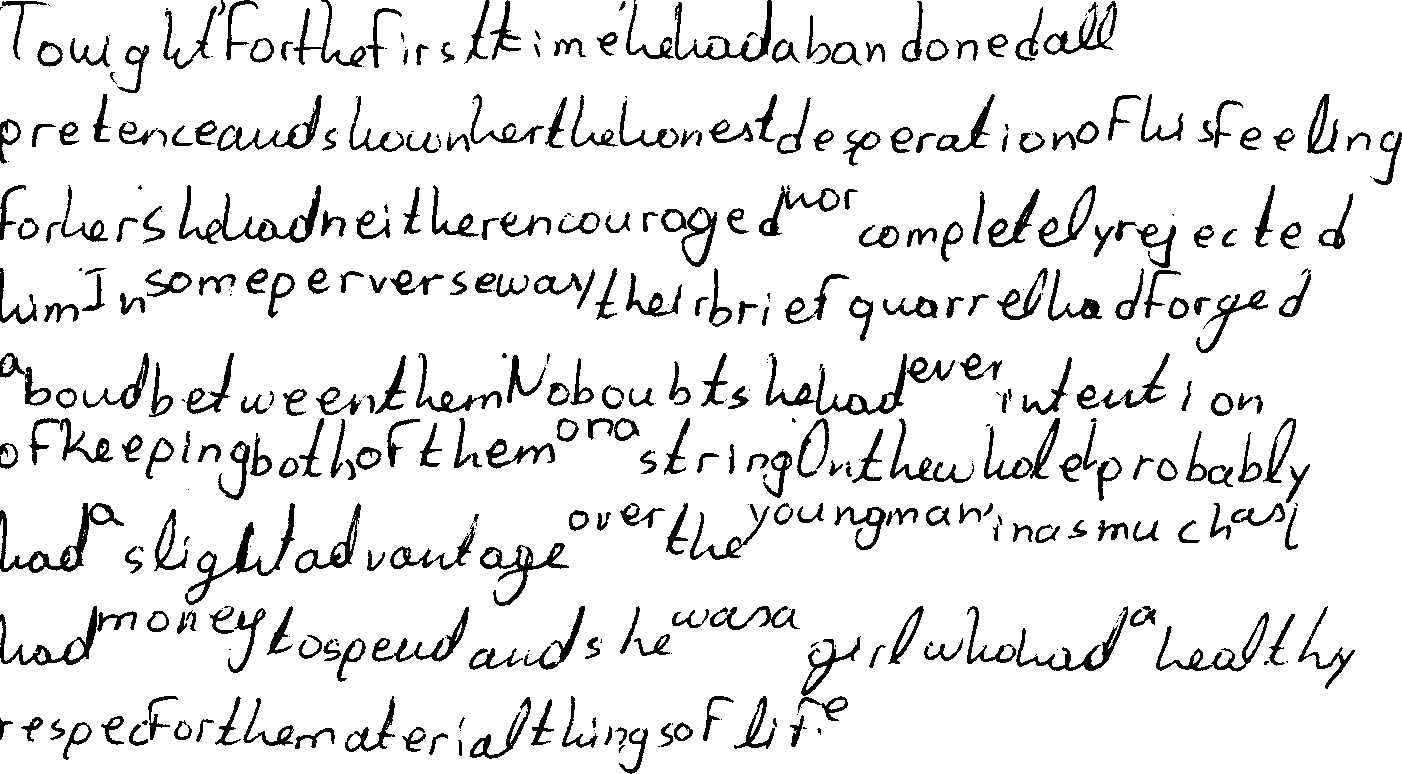 Tonight for the first time he had abandoned all
pretence and shown her the honest desperation of his feeling
for her She had neither encouraged nor completely rejected
him In some perverse way their brief quarrel had forged
a bond between them No doubt she had every intention
of keeping both of them on a string On the whole I probably
had a slight advantage over the young man, inasmuch as I
had money to spend and she was a girl who had a healthy
respect for the material things of life.